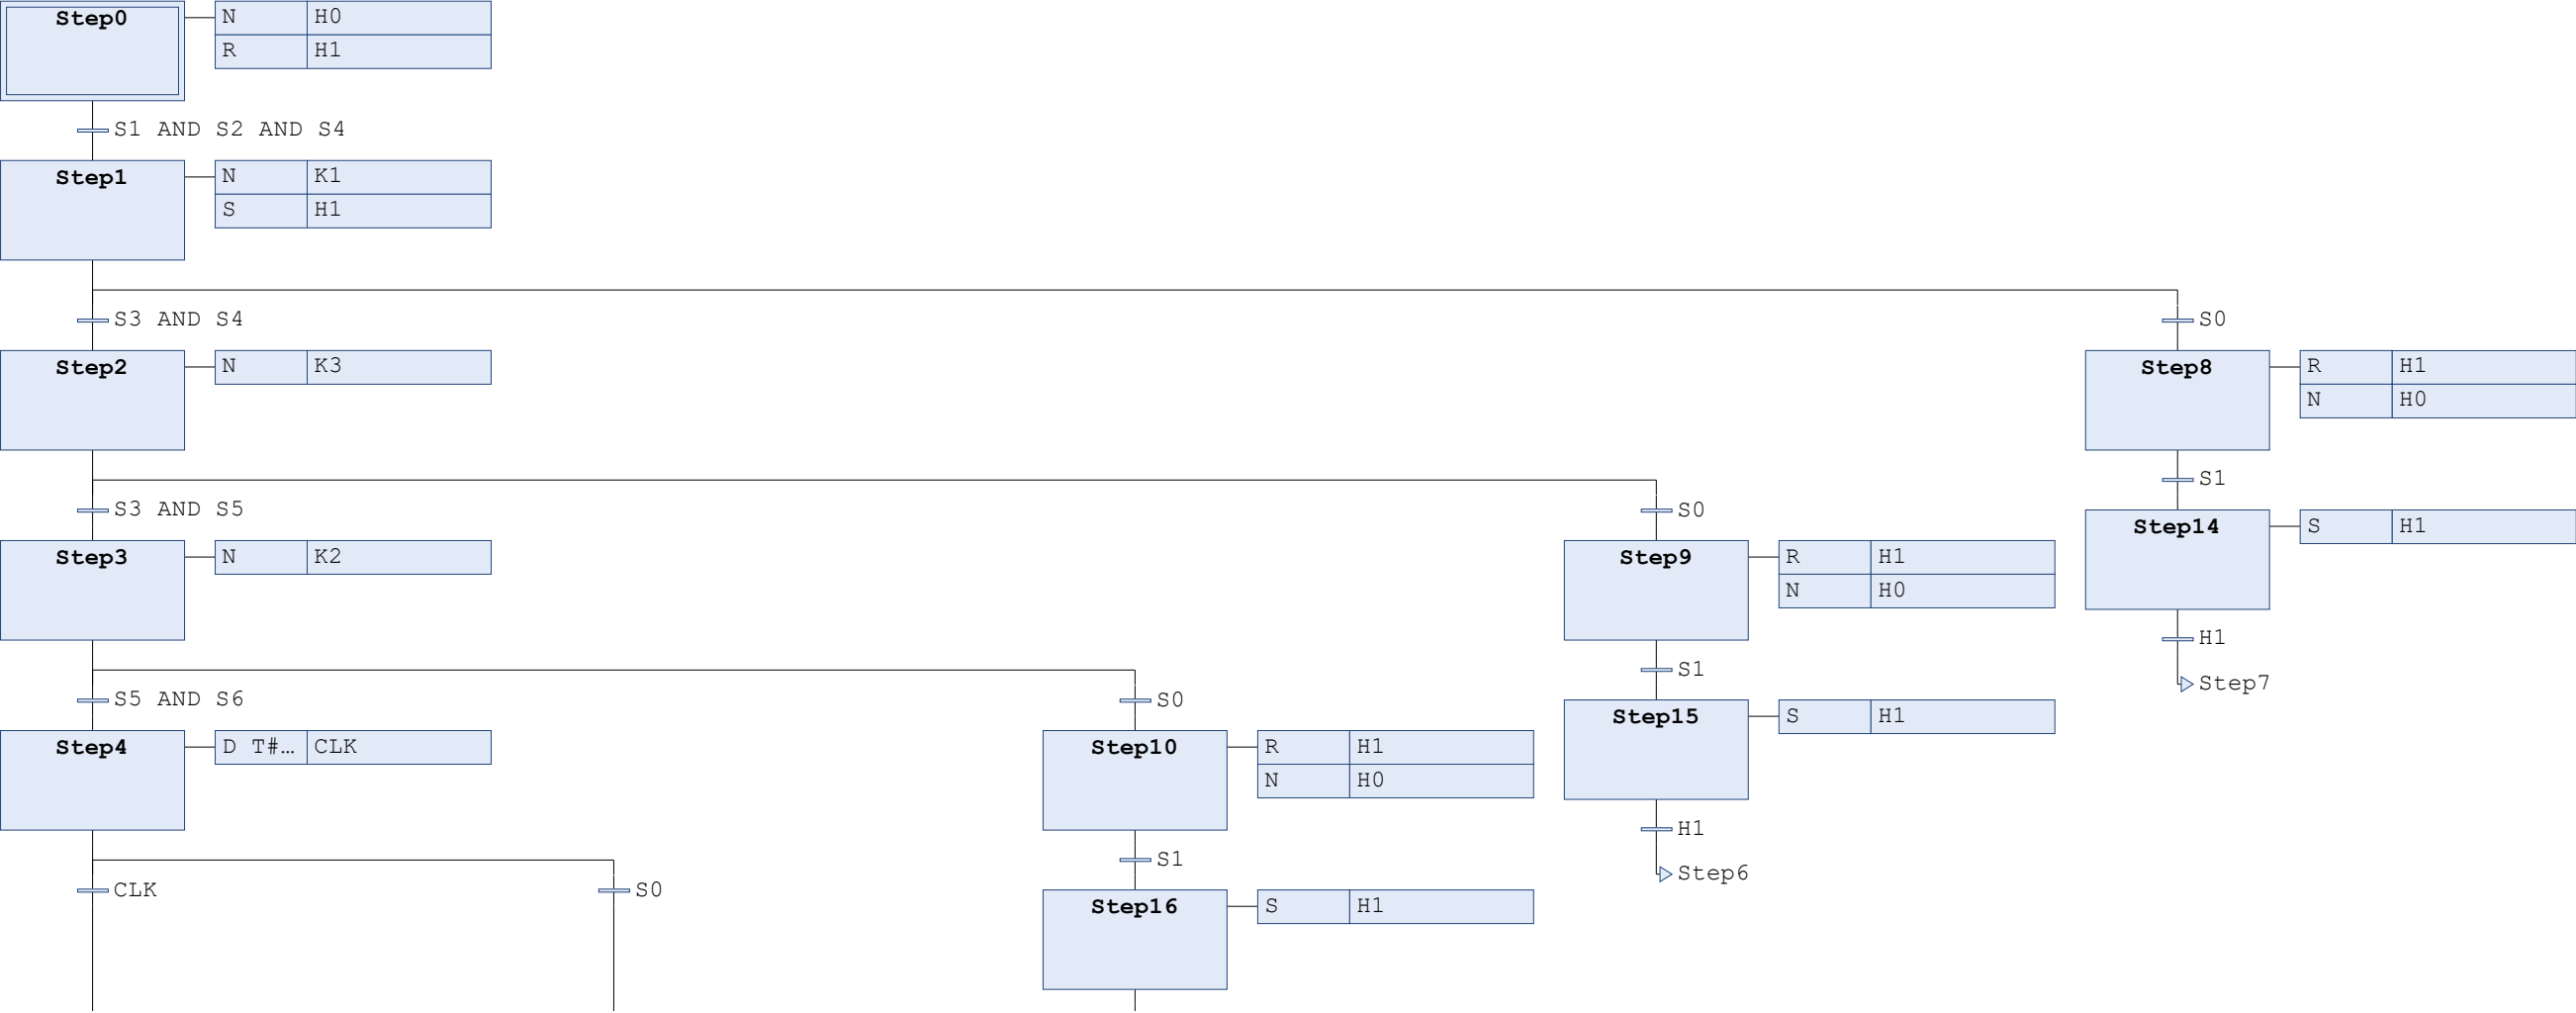 Step0
N H0
R H1
S1 AND S2 AND S4
Step1
N K1
S H1
S3 AND S4
S0
Step2
N K3
Step8
R H1
N H0
S1
S3 AND S5
S0
Step14
S H1
Step3
N K2
Step9
R H1
N H0
H1
S1
Step7
S5 AND S6
S0
Step15
S H1
Step4
D T#… CLK
Step10
R H1
N H0
H1
S1
Step6
CLK
S0
Step16
S H1